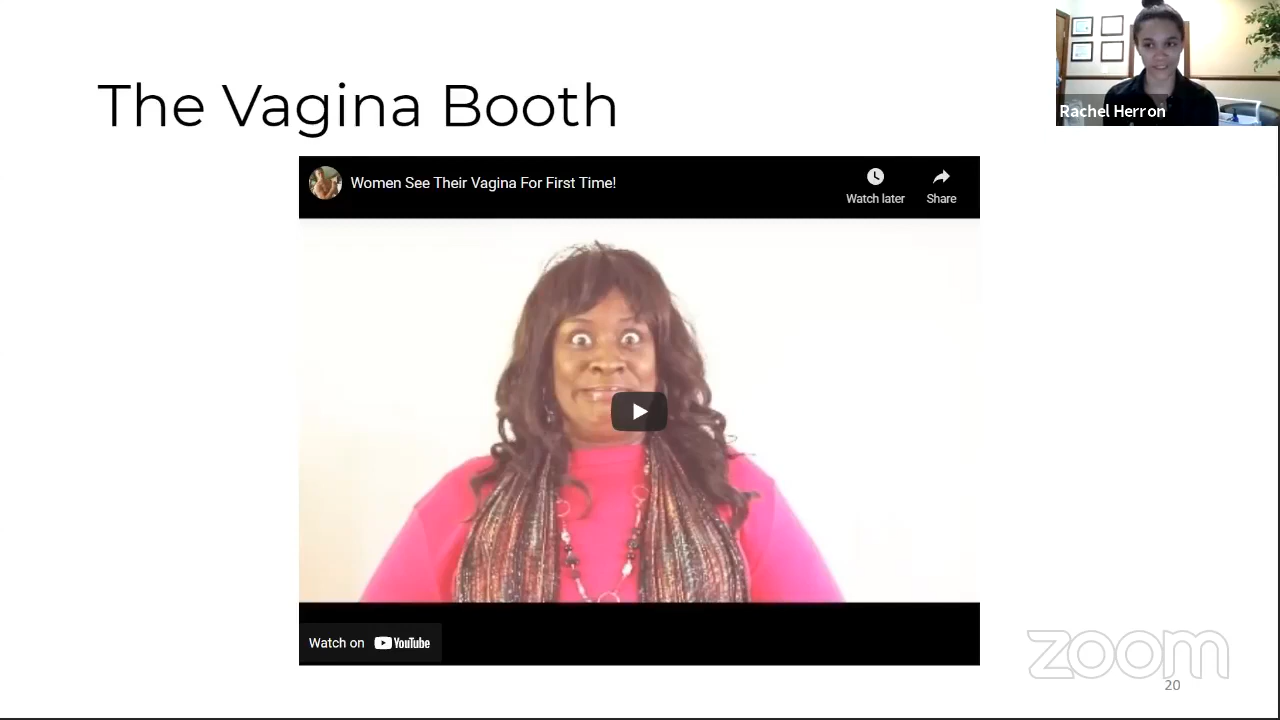 The Vagina Booth
Rachel Herron
Women See Their Vagina For First Time!
Watch later
Share
Watch on YouTube
zoom
20